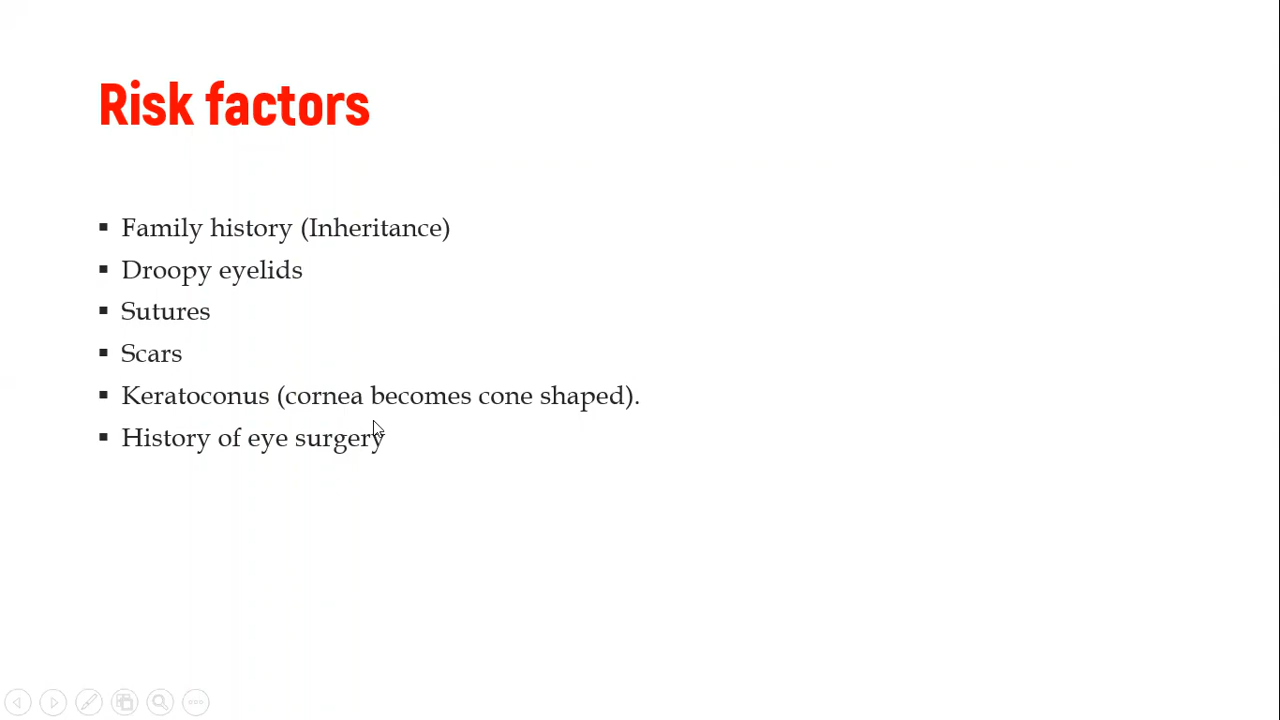 Risk factors
▪ Family history (Inheritance)
▪ Droopy eyelids
▪ Sutures
▪ Scars
▪ Keratoconus (cornea becomes cone shaped).
▪ History of eye surgery